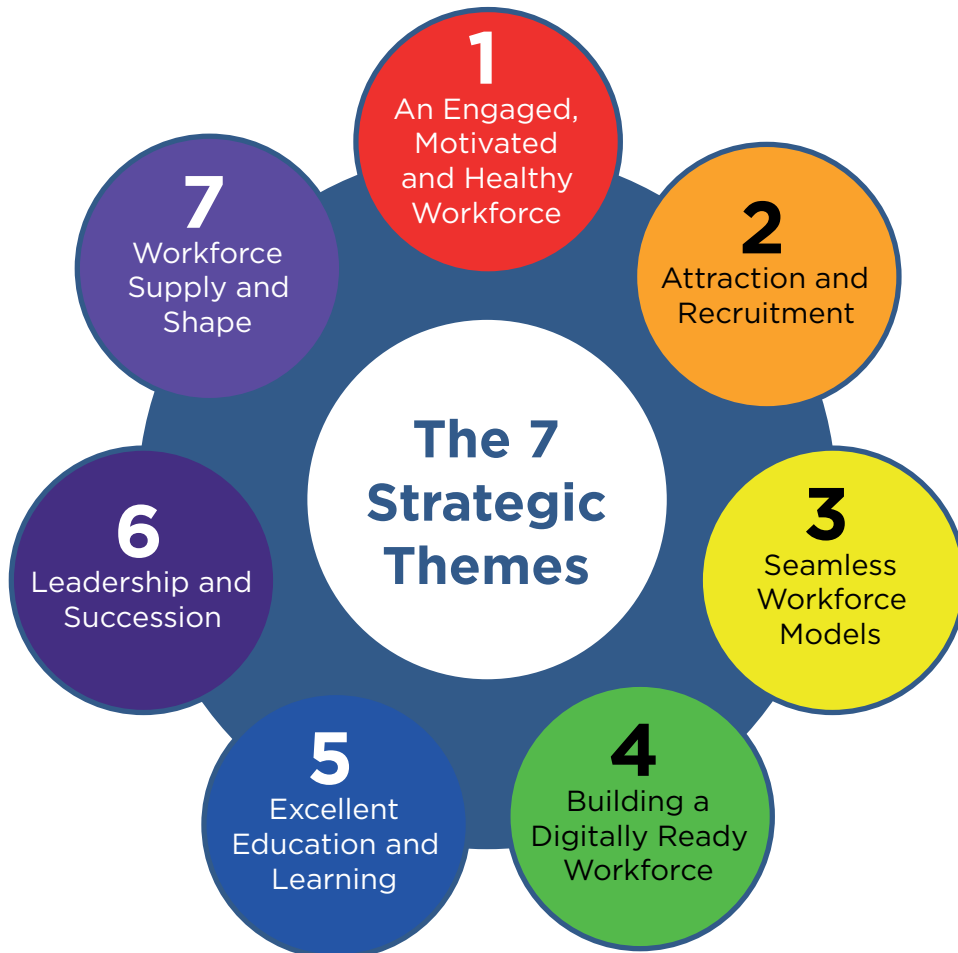 The 7
Strategic
Themes
1
An Engaged,
Motivated
and Healthy
Workforce
2
Attraction and
Recruitment
3
Seamless
Workforce
Models
4
Building a
Digitally Ready
Workforce
5
Excellent
Education and
Learning
6
Leadership and
Succession
7
Workforce
Supply and
Shape